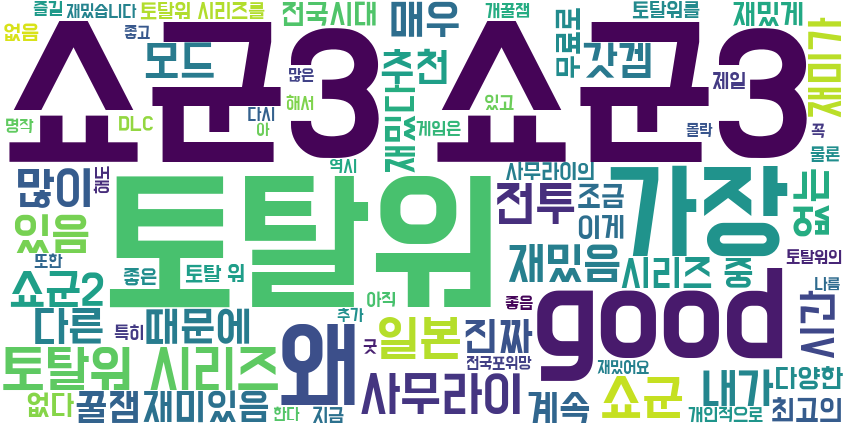 즐길 재밌습니다 토탈워 시리즈를 전국시대 매우 개꿀잼 토탈워를 재밌게
없음 좋고 모드 많은 추천 무료로 갓겜 제일 재미가
쇼군3 쇼군3
명작 DLC 다시 아 해서 재밌다 게임은 있고 몰락 꼭
역시 사무라이의 물론
많이 하는 토탈워 전투 조금 가장 구매
있음 이게
또한 재밌음 시리즈 중 토탈워의
쇼군2 좋은 토탈 워 아직 좋음 good 나름
다른 특히 때문에 추가 왜 굿 일본 진짜 시간
토탈워 시리즈 전국포위망 재밌어요
사무라이 쇼군 내가 다양한
없다 꿀잼 재미있음 한다 지금 계속 개인적으로 최고의